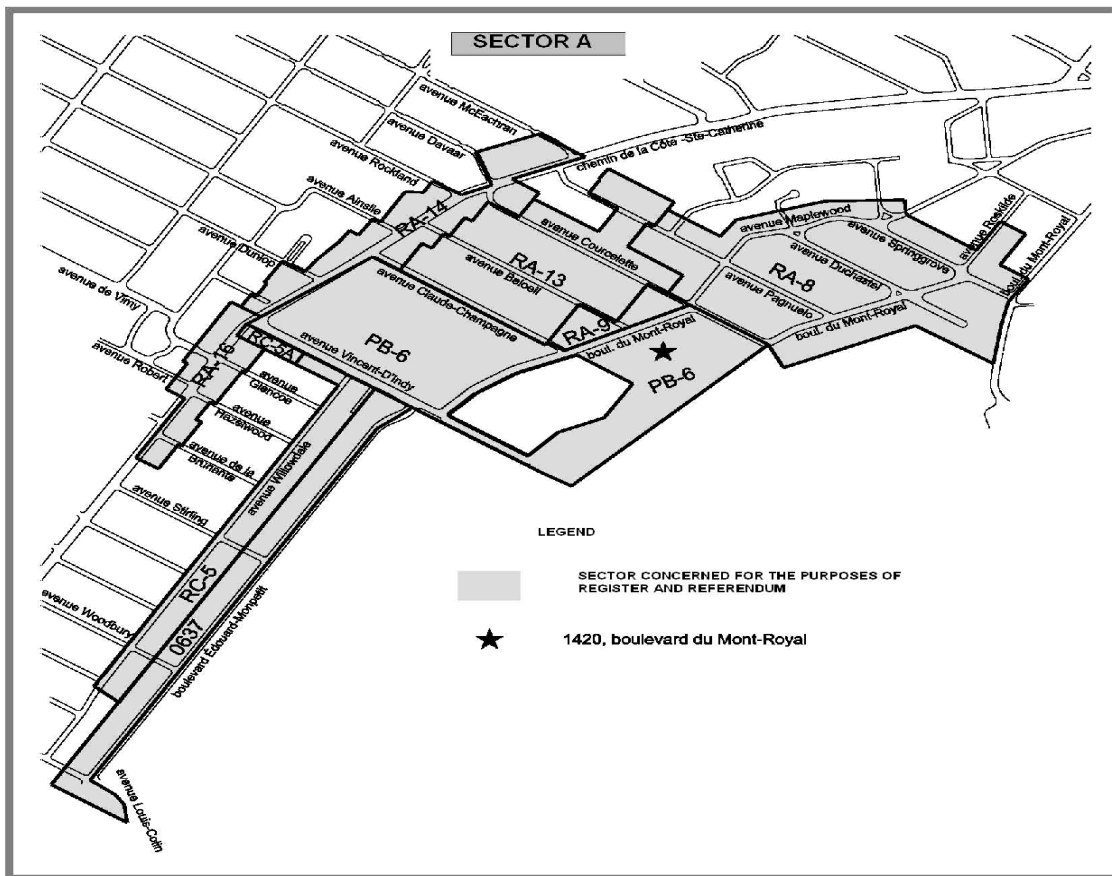 SECTOR A
avenue McEachran
avenue Davaar
avenue Rockland
chemin de la Côte -Ste-Catherine
avenue Ainslie
RA-14
avenue Dunlop
avenue de Vimy
avenue Robert
RA-16
RC-5A
avenue Courcelette
RA-13
avenue Beloeil
avenue Claude-Champagne
RA-9
boul. du Mont-Royal
PB-6
avenue Vincent-D'Indy
PB-6
avenue Maplewood
avenue Springgrove
avenue Roskilde
boul. du Mont-Royal
avenue Duchastel
RA-8
avenue Pagnuelo
boul. du Mont-Royal
avenue
Glencoe
avenue
Hazelwood
avenue de la
Brunante
avenue Willowdale
avenue Stirling
RC-5
avenue Woodbury
0637
boulevard Édouard-Monpetit
avenue Louis-Colin
LEGEND
SECTOR CONCERNED FOR THE PURPOSES OF
REGISTER AND REFERENDUM
1420, boulevard du Mont-Royal